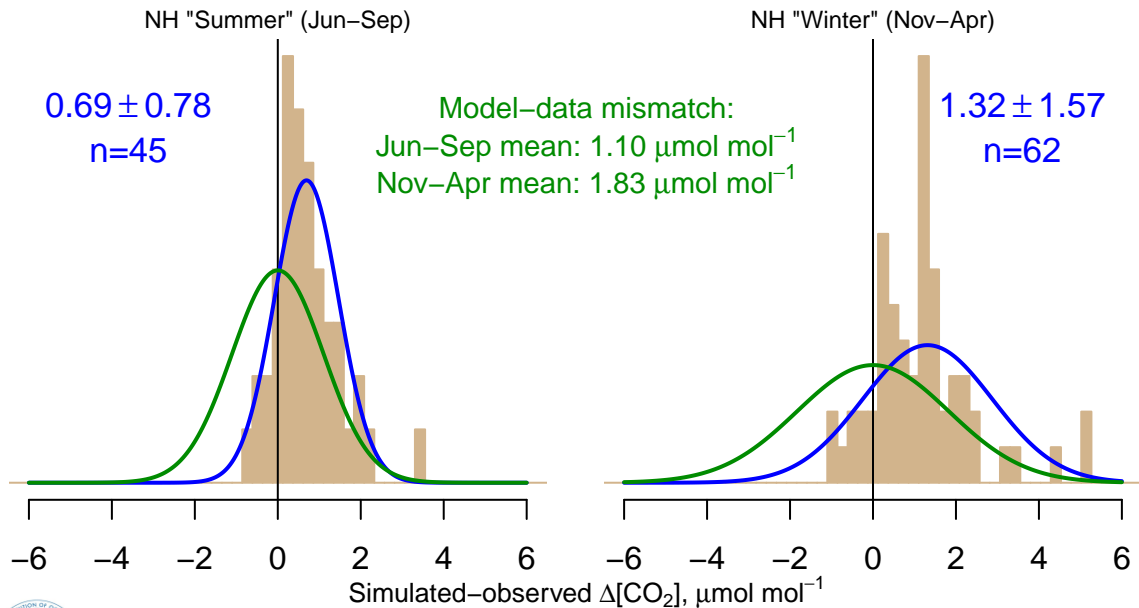 NH "Summer" (Jun−Sep)
NH "Winter" (Nov−Apr)
0.69 ± 0.78
n=45
Model−data mismatch:
Jun−Sep mean: 1.10 μmol mol⁻¹
Nov−Apr mean: 1.83 μmol mol⁻¹
1.32 ± 1.57
n=62
−6 −4 −2 0 2 4 6
−6 −4 −2 0 2 4 6
Simulated−observed Δ[CO₂], μmol mol⁻¹